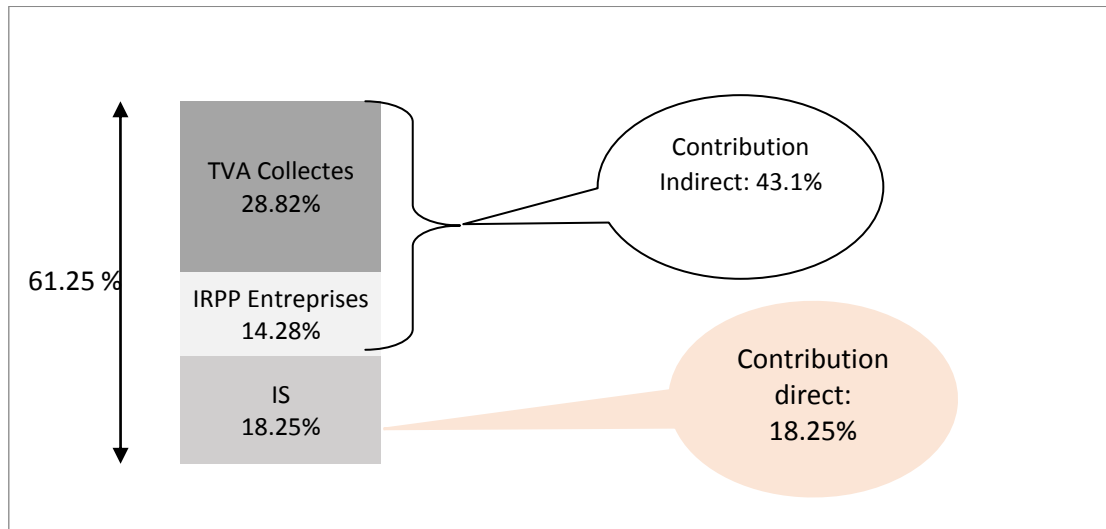 61.25 %
TVA Collectes
28.82%
IRPP Entreprises
14.28%
IS
18.25%
Contribution
Indirect: 43.1%
Contribution
direct:
18.25%